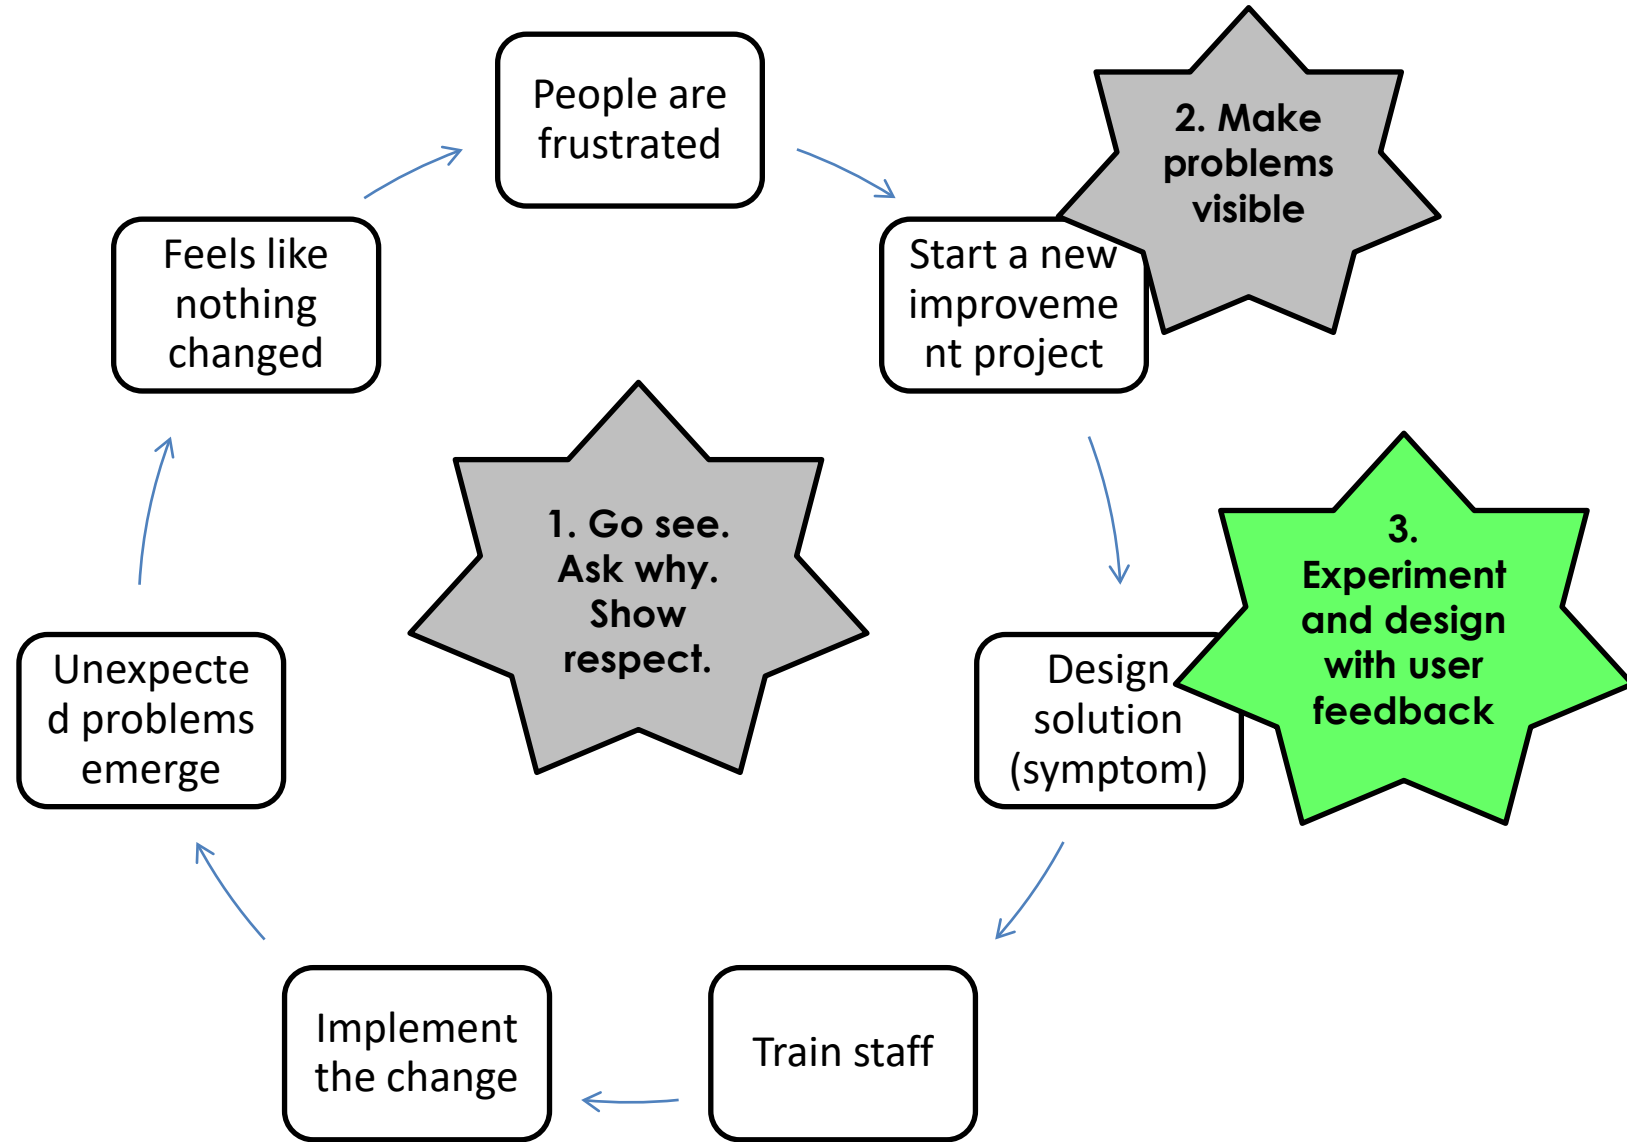 People are
frustrated
2. Make
problems
visible
Start a new
improveme
nt project
3.
Experiment
and design
with user
feedback
Design
solution
(symptom)
Train staff
Implement
the change
Unexpecte
d problems
emerge
Feels like
nothing
changed
1. Go see.
Ask why.
Show
respect.